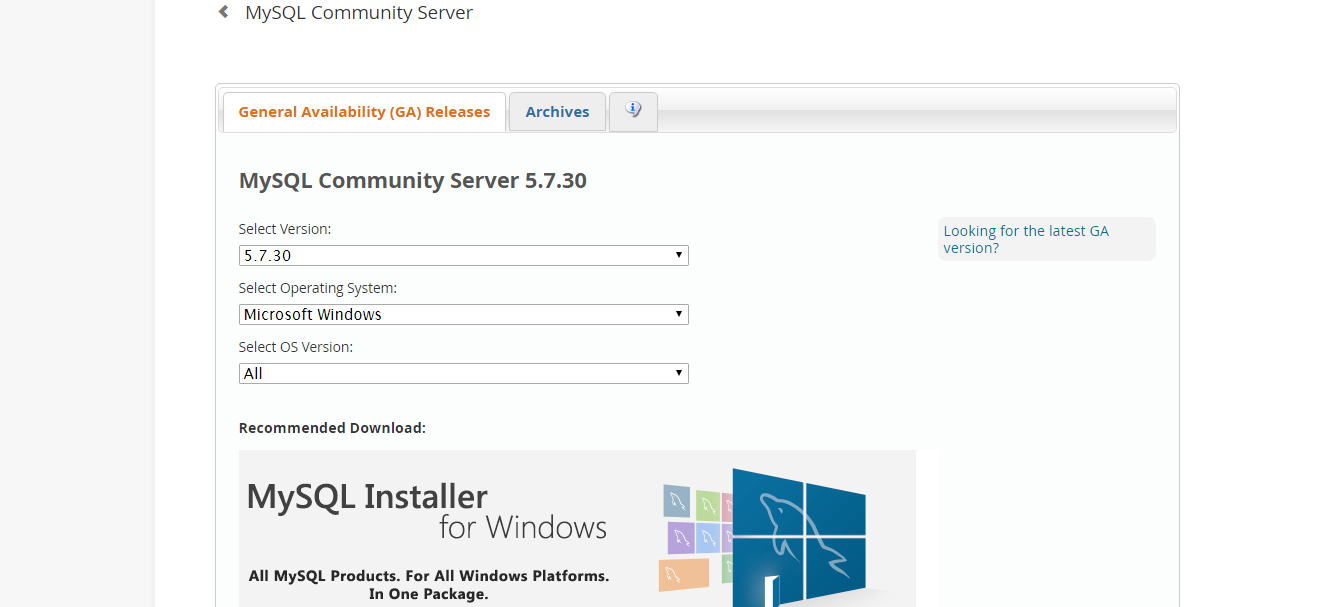 MySQL Community Server
General Availability (GA) Releases
Archives
MySQL Community Server 5.7.30
Select Version:
5.7.30
Looking for the latest GA
version?
Select Operating System:
Microsoft Windows
Select OS Version:
All
Recommended Download:
MySQL Installer
for Windows
All MySQL Products. For All Windows Platforms.
In One Package.